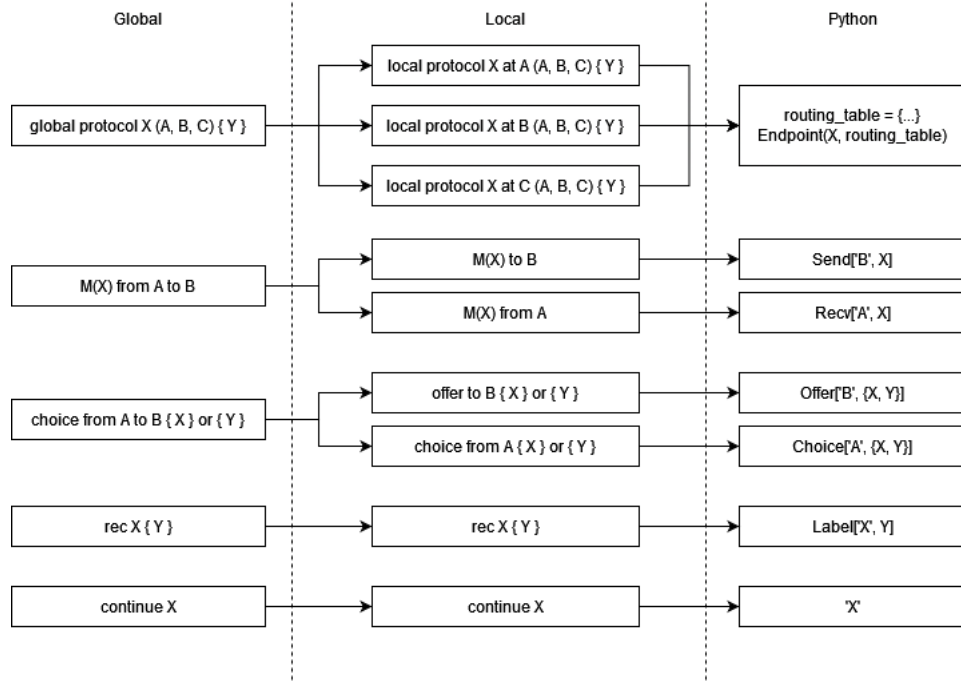 Global
Local
Python
global protocol X (A, B, C) { Y }
local protocol X at A (A, B, C) { Y }
local protocol X at B (A, B, C) { Y }
local protocol X at C (A, B, C) { Y }
routing_table = {...}
Endpoint(X, routing_table)
M(X) from A to B
M(X) to B
Send['B', X]
M(X) from A
Recv['A', X]
choice from A to B { X } or { Y }
offer to B { X } or { Y }
Offer['B', {X, Y}]
choice from A { X } or { Y }
Choice['A', {X, Y}]
rec X { Y }
rec X { Y }
Label['X', Y]
continue X
continue X
'X'